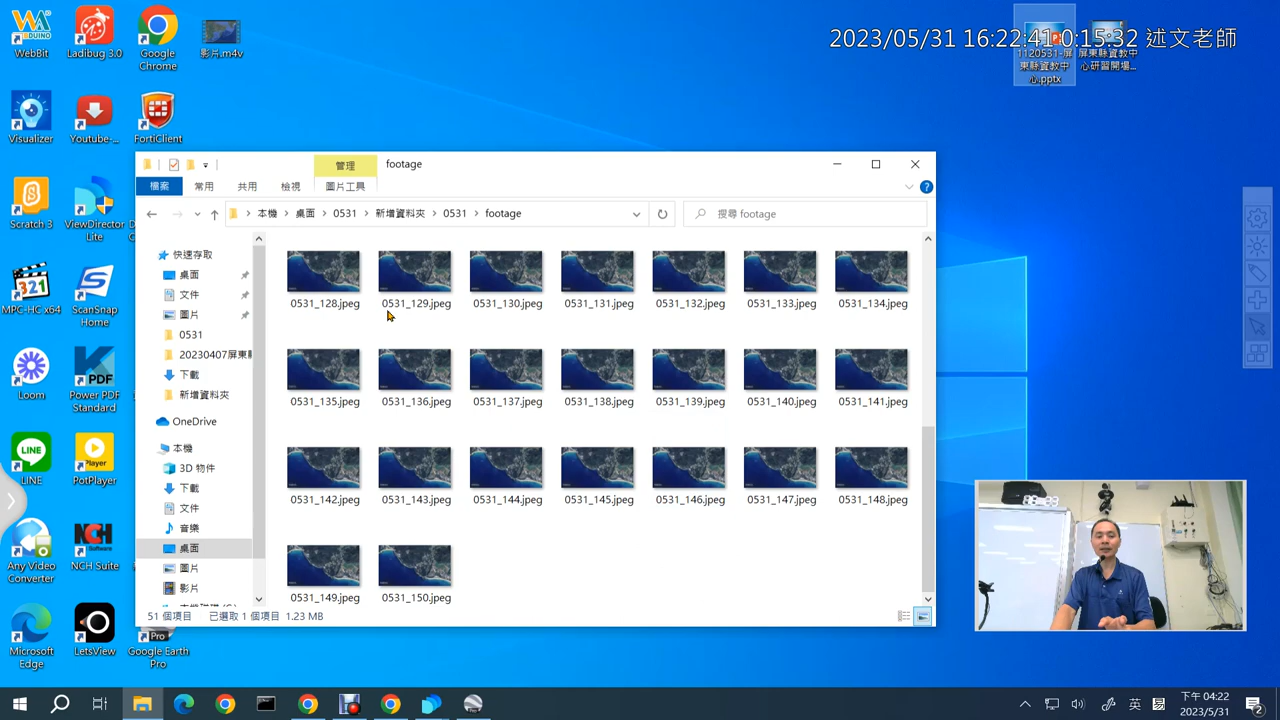 WebBit
Ladibug 3.0
Google
Chrome
影片.m4v
2023/05/31 16:22:41 0:15:32 述文老師
1120531-屏
東縣資教中
心.pptx
屏東縣資教中
心研習開場...
Visualizer
Youtube-...
FortiClient
管理
footage
檔案
常用
共用
檢視
圖片工具
本機
桌面
0531
新增資料夾
0531
footage
搜尋 footage
Scratch 3
ViewDirector
Lite
MPC-HC x64
ScanSnap
Home
Loom
Power PDF
Standard
LINE
PotPlayer
Any Video
Converter
NCH Suite
Microsoft
Edge
LetsView
Google Earth
Pro
快速存取
桌面
文件
圖片
0531
20230407屏東縣
下載
新增資料夾
OneDrive
本機
3D 物件
下載
文件
音樂
桌面
圖片
影片
0531_128.jpeg
0531_129.jpeg
0531_130.jpeg
0531_131.jpeg
0531_132.jpeg
0531_133.jpeg
0531_134.jpeg
0531_135.jpeg
0531_136.jpeg
0531_137.jpeg
0531_138.jpeg
0531_139.jpeg
0531_140.jpeg
0531_141.jpeg
0531_142.jpeg
0531_143.jpeg
0531_144.jpeg
0531_145.jpeg
0531_146.jpeg
0531_147.jpeg
0531_148.jpeg
0531_149.jpeg
0531_150.jpeg
51 個項目
已選取 1 個項目 1.23 MB
英
下午 04:22
2023/5/31
2